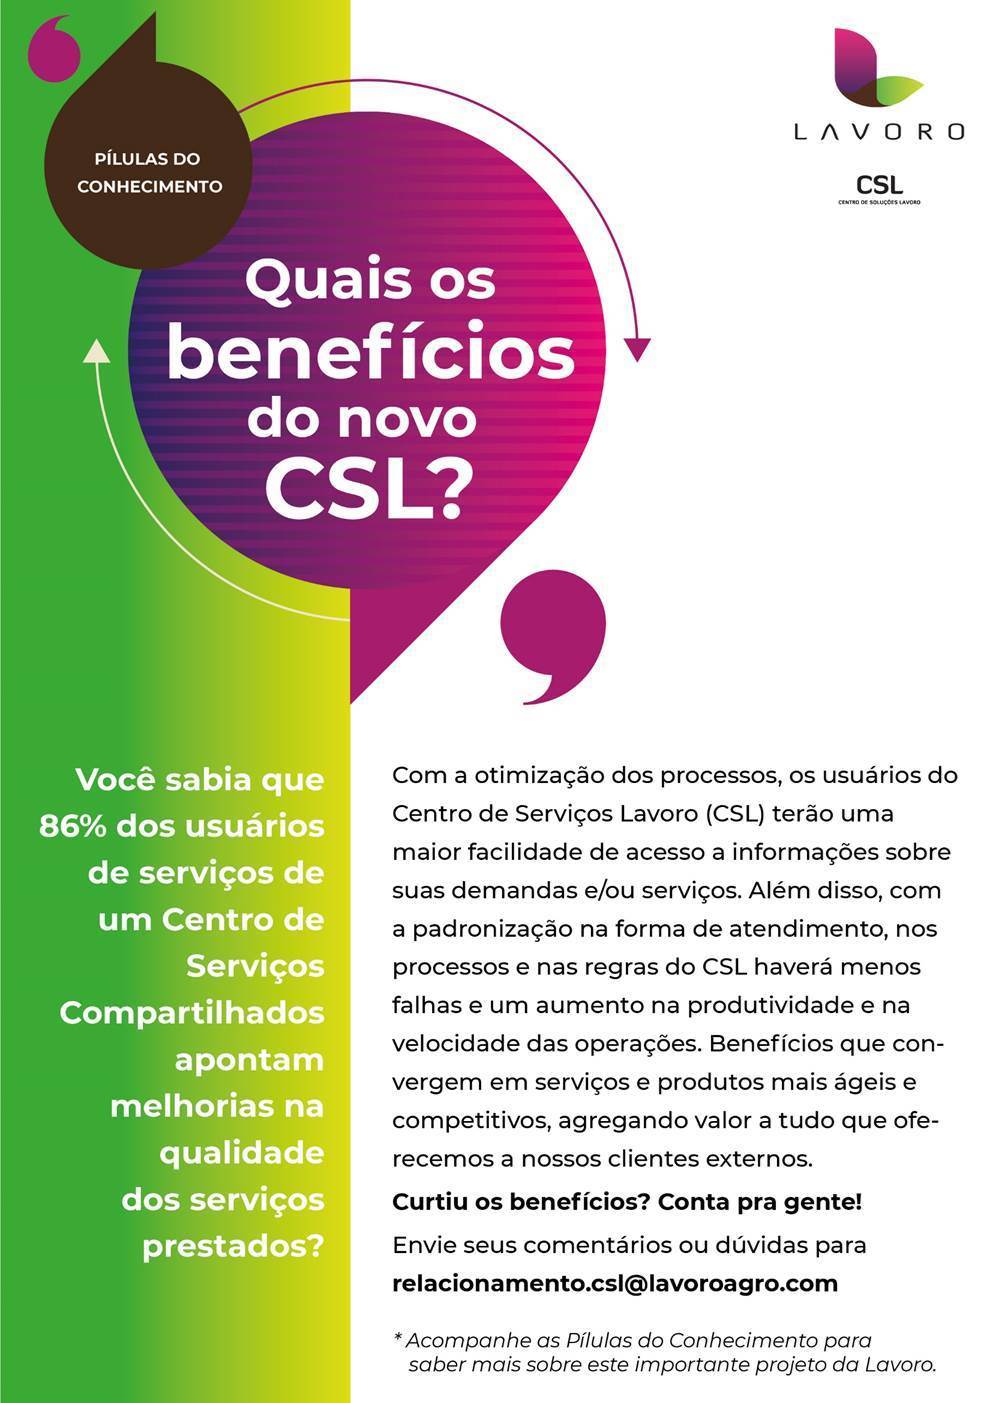 PÍLULAS DO
CONHECIMENTO
LAVORO
CSL
CENTRO DE SOLUÇÕES LAVORO
Quais os
benefícios
do novo
CSL?
Você sabia que
86% dos usuários
de serviços de
um Centro de
Serviços
Compartilhados
apontam
melhorias na
qualidade
dos serviços
prestados?
Com a otimização dos processos, os usuários do
Centro de Serviços Lavoro (CSL) terão uma
maior facilidade de acesso a informações sobre
suas demandas e/ou serviços. Além disso, com
a padronização na forma de atendimento, nos
processos e nas regras do CSL haverá menos
falhas e um aumento na produtividade e na
velocidade das operações. Benefícios que con-
vergem em serviços e produtos mais ágeis e
competitivos, agregando valor a tudo que ofe-
recemos a nossos clientes externos.
Curtiu os benefícios? Conta pra gente!
Envie seus comentários ou dúvidas para
relacionamento.csl@lavoroagro.com
* Acompanhe as Pílulas do Conhecimento para
saber mais sobre este importante projeto da Lavoro.